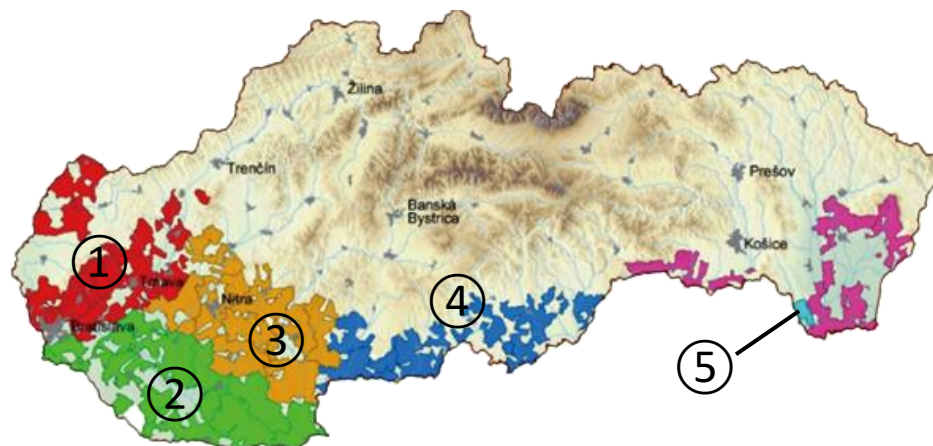 Žilina
Trenčín
Prešov
Banská
Bystrica
Košice
①
Trnava
④
Nitra
Bratislava
③
⑤
②